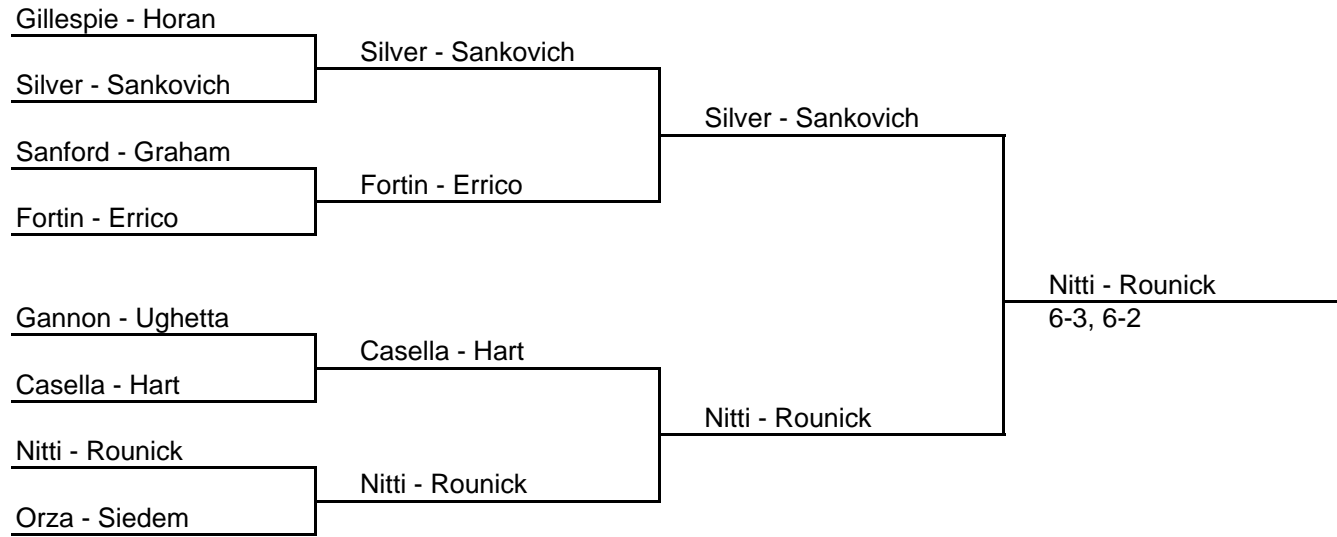 Gillespie - Horan
Silver - Sankovich
Silver - Sankovich
Silver - Sankovich
Sanford - Graham
Fortin - Errico
Fortin - Errico
Nitti - Rounick
6-3, 6-2
Gannon - Ughetta
Casella - Hart
Casella - Hart
Nitti - Rounick
Nitti - Rounick
Nitti - Rounick
Orza - Siedem